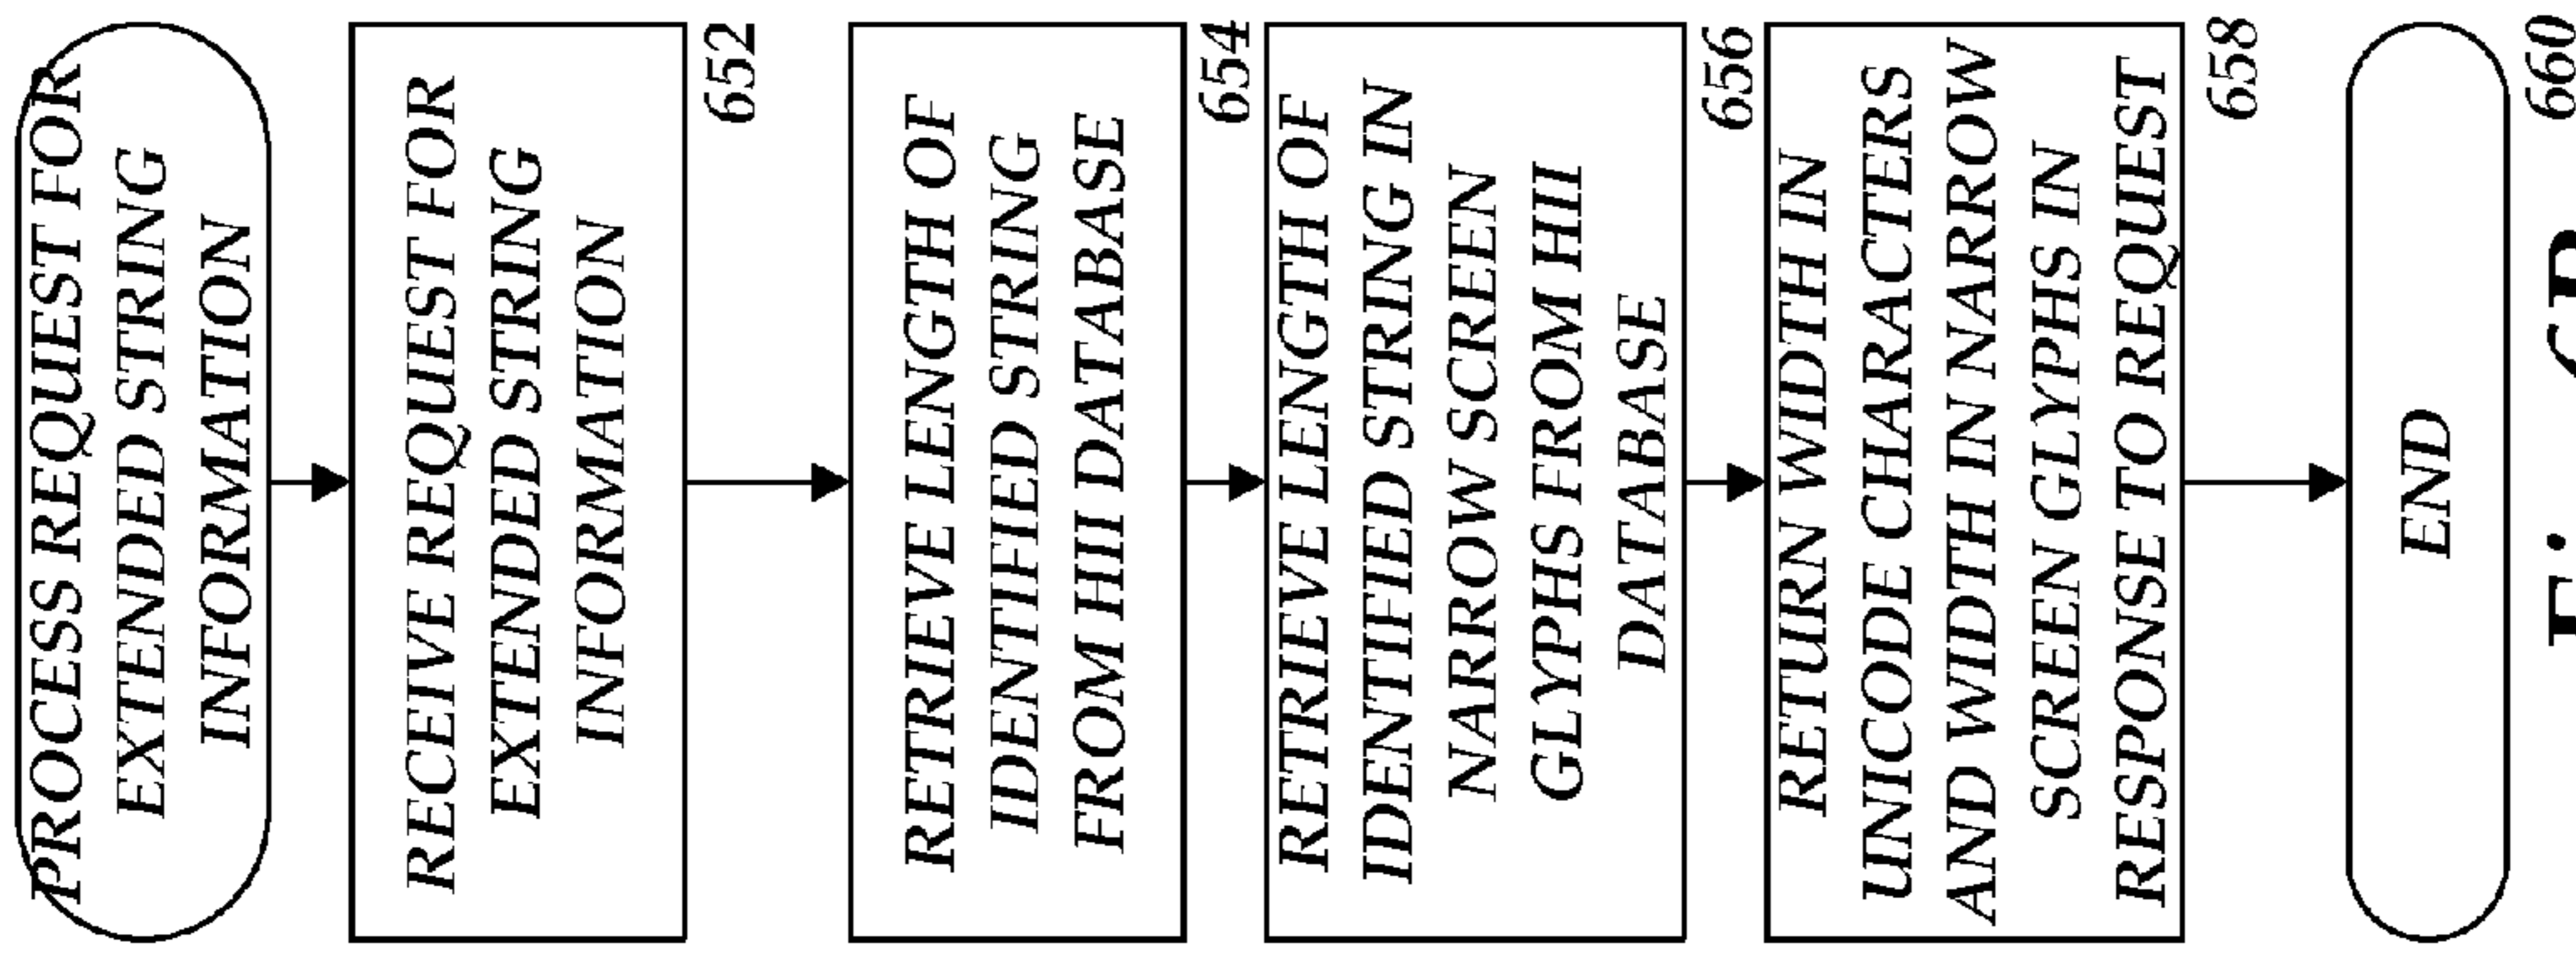 PROCESS REQUEST FOR
EXTENDED STRING
INFORMATION
RECEIVE REQUEST FOR
EXTENDED STRING
INFORMATION
652
RETRIEVE LENGTH OF
IDENTIFIED STRING
FROM HII DATABASE
654
RETRIEVE LENGTH OF
IDENTIFIED STRING IN
NARROW SCREEN
GLYPHS FROM HII
DATABASE
656
RETURN WIDTH IN
UNICODE CHARACTERS
AND WIDTH IN NARROW
SCREEN GLYPHS IN
RESPONSE TO REQUEST
658
END
660